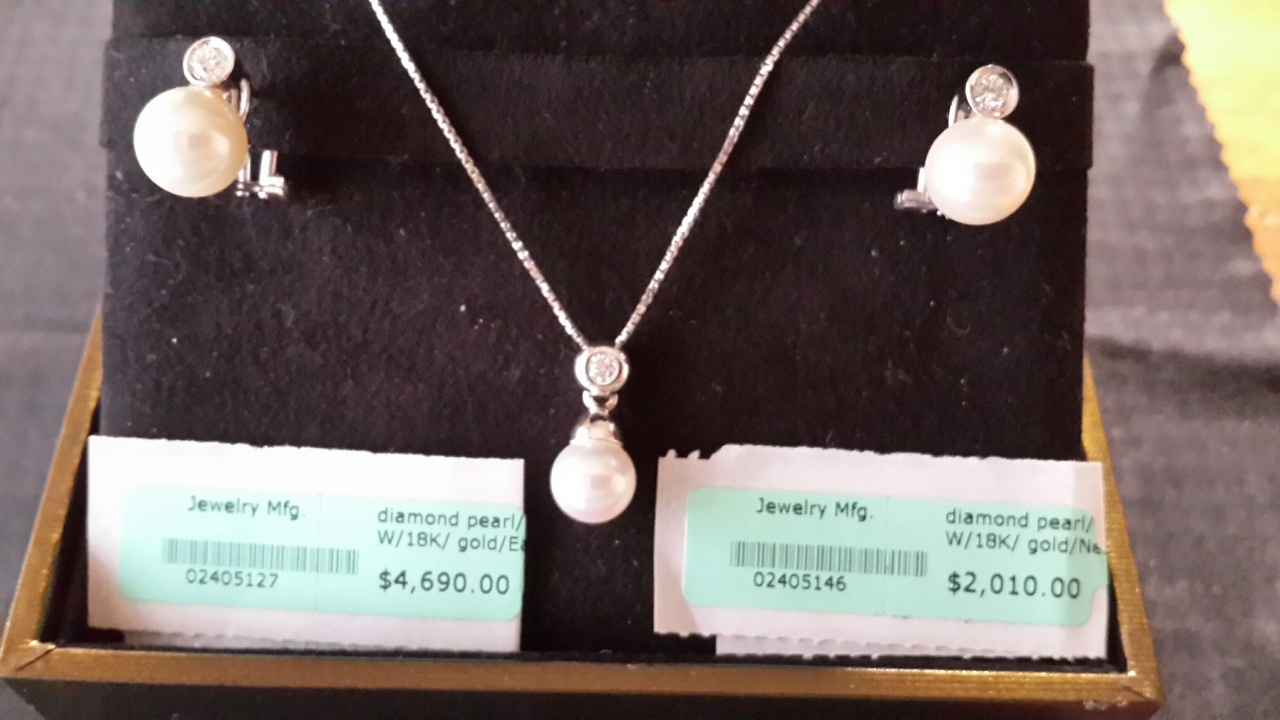 Jewelry Mfg.
02405127
diamond pearl/
W/18K/ gold/Ea
$4,690.00
Jewelry Mfg.
02405146
diamond pearl/
W/18K/ gold/Ne
$2,010.00